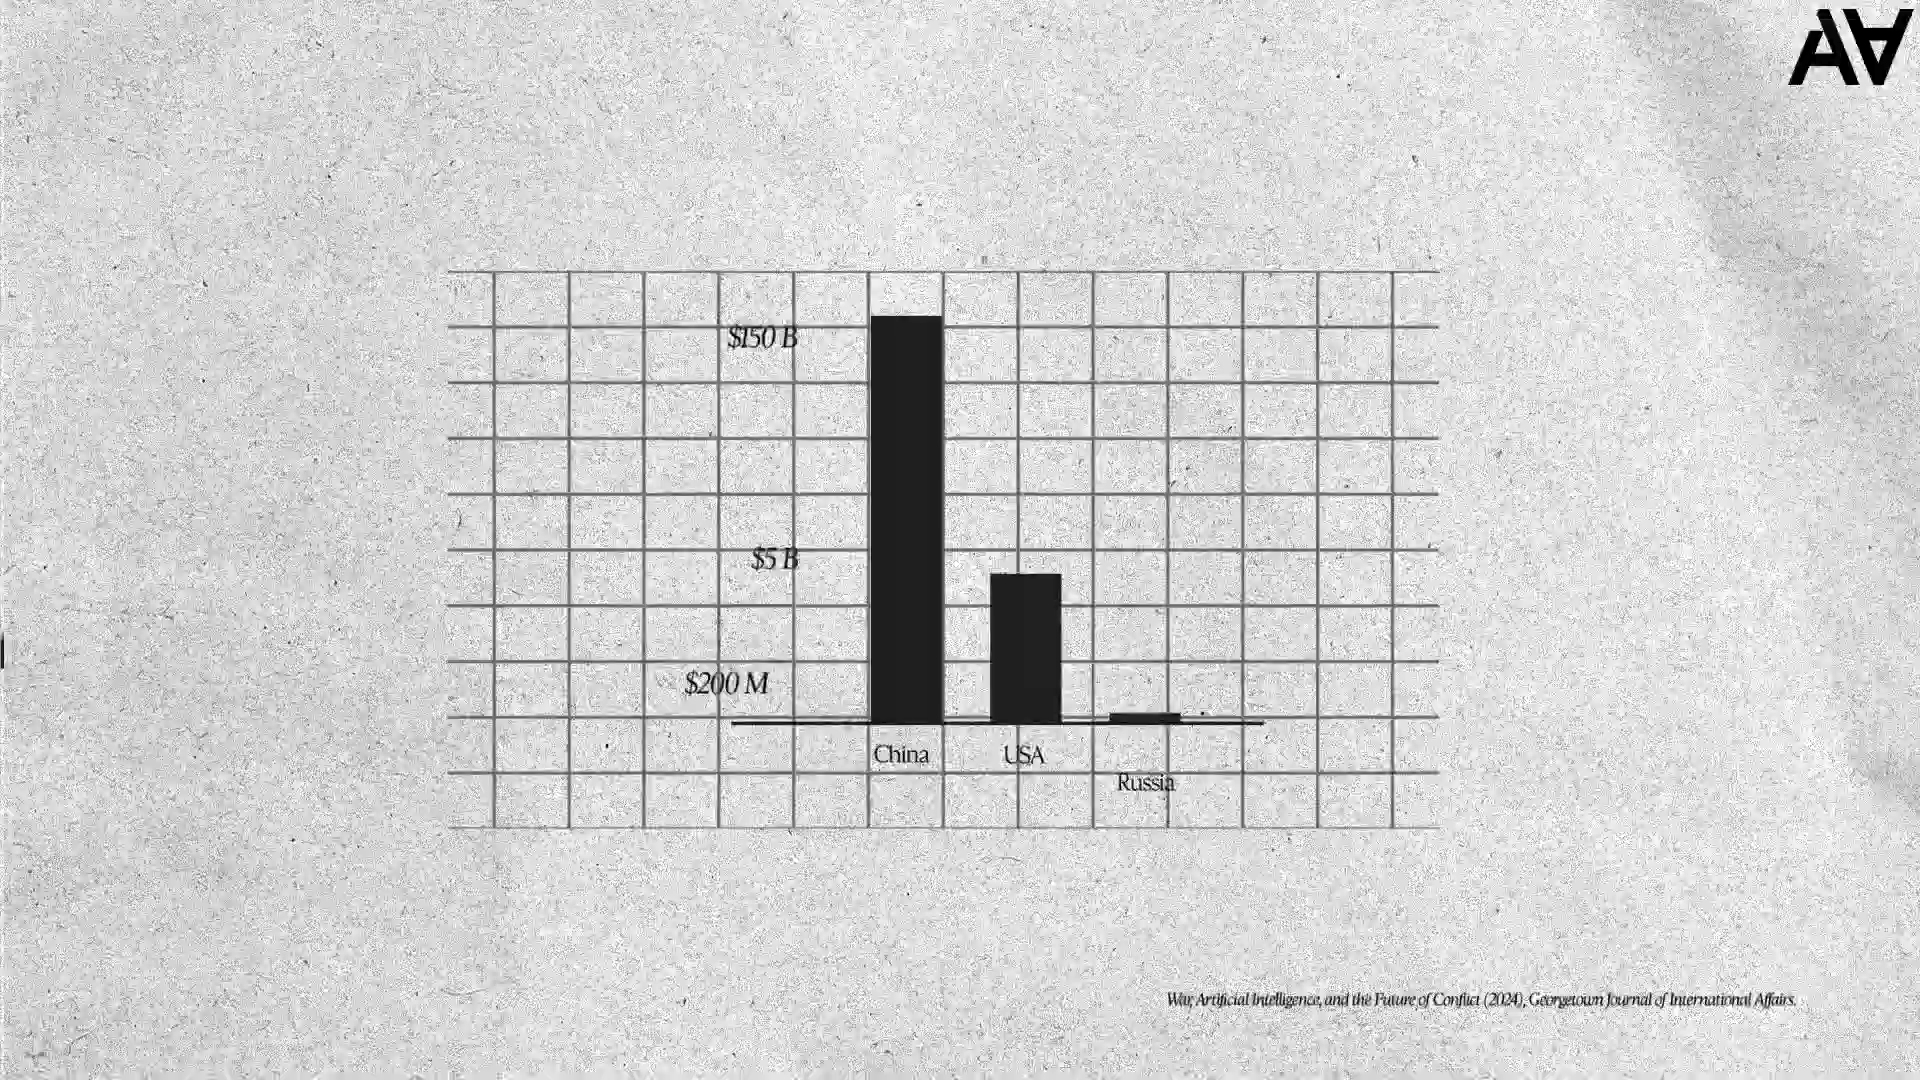 AA
$150 B
$5 B
$200 M
China
USA
Russia
War, Artificial Intelligence, and the Future of Conflict (2024), Georgetown Journal of International Affairs.